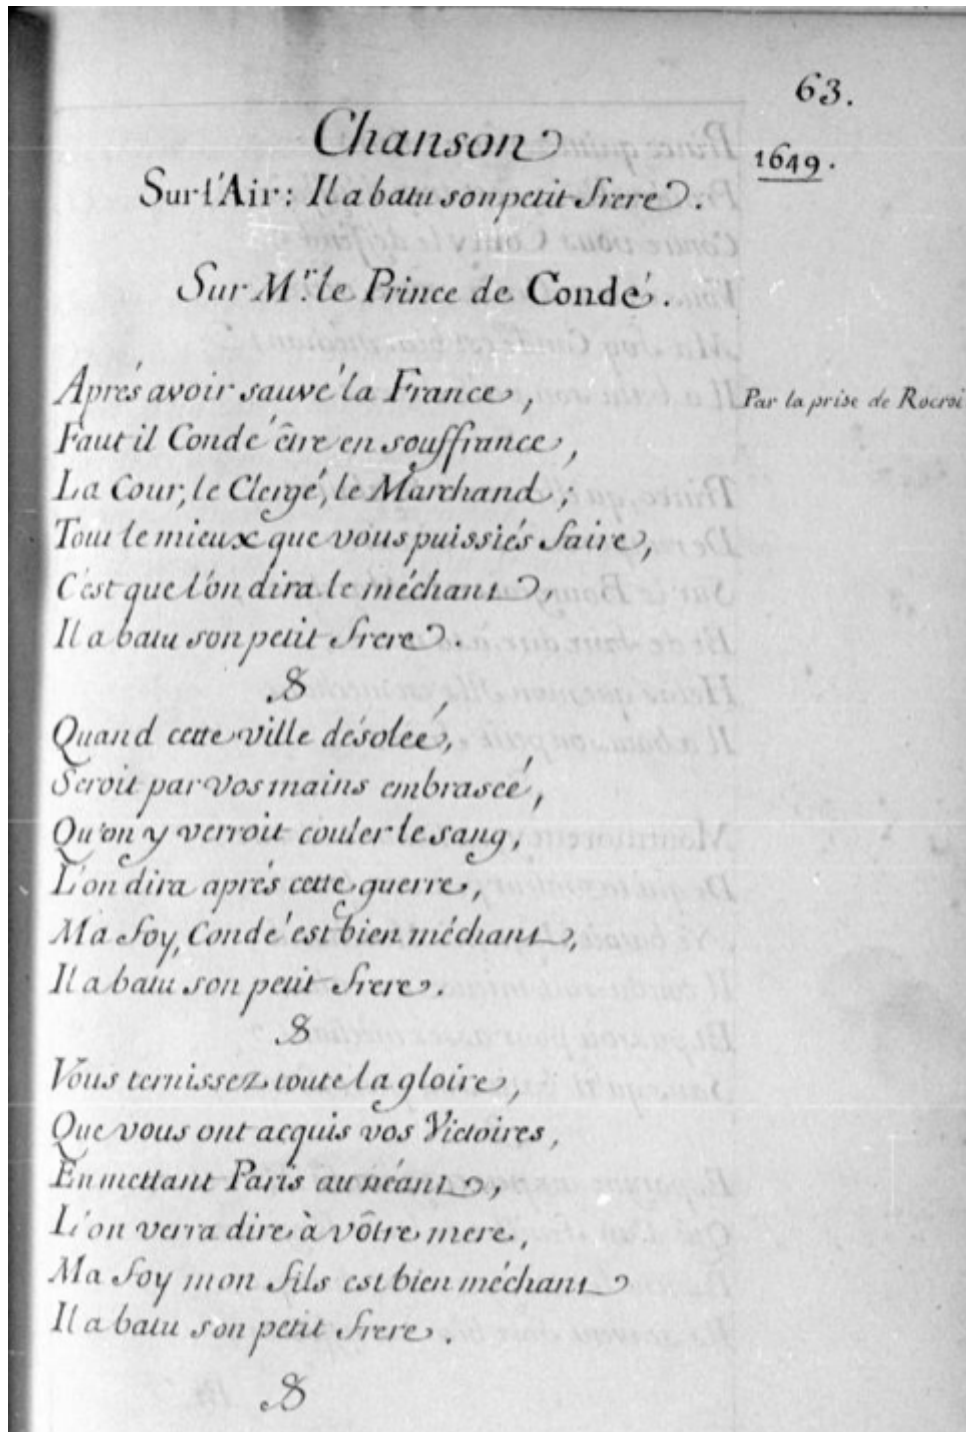 63.
Chanson
1649.
Sur l'Air: Il a batu son petit frere.
Sur Mr. le Prince de Condé.
Aprés avoir sauvé la France,
Par la prise de Rocroi
Faut il Condé être en souffrance,
La Cour, le Clergé, le Marchand;
Tout le mieux que vous puissiés faire,
C'est que l'on dira le méchant,
Il a batu son petit frere.
Quand cette ville désolée,
Seroit par vos mains embrasée,
Qu'on y verroit couler le sang,
L'on dira aprés cette guerre,
Ma foy, Condé est bien méchant,
Il a batu son petit frere.
Vous ternissez toute la gloire,
Que vous ont acquis vos Victoires,
En mettant Paris au néant,
L'on verra dire à vôtre mere,
Ma foy mon fils est bien méchant
Il a batu son petit frere.